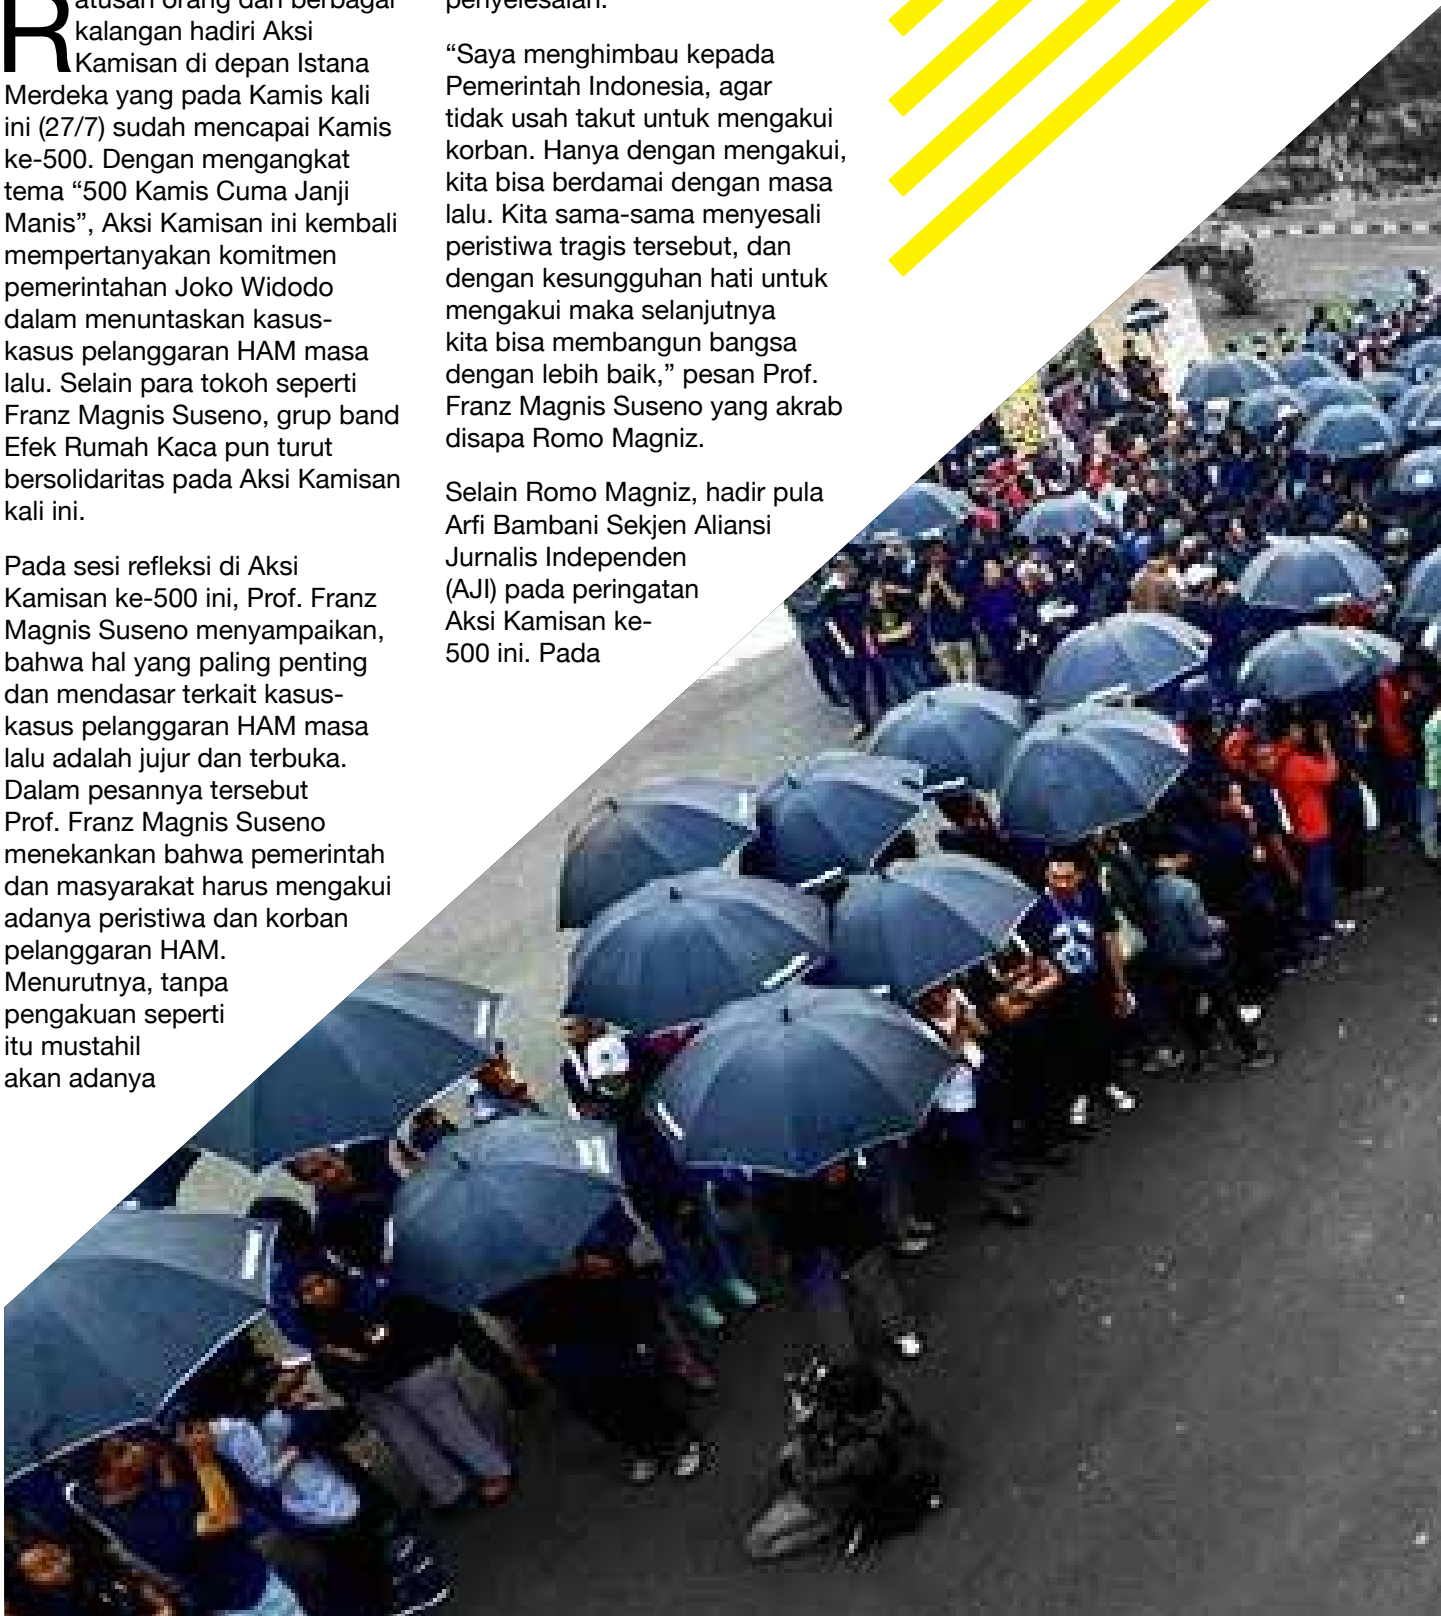 Ratusan orang dari berbagai
kalangan hadiri Aksi
Kamisan di depan Istana
Merdeka yang pada Kamis kali
ini (27/7) sudah mencapai Kamis
ke-500. Dengan mengangkat
tema “500 Kamis Cuma Janji
Manis”, Aksi Kamisan ini kembali
mempertanyakan komitmen
pemerintahan Joko Widodo
dalam menuntaskan kasus-
kasus pelanggaran HAM masa
lalu. Selain para tokoh seperti
Franz Magnis Suseno, grup band
Efek Rumah Kaca pun turut
bersolidaritas pada Aksi Kamisan
kali ini.
Pada sesi refleksi di Aksi
Kamisan ke-500 ini, Prof. Franz
Magnis Suseno menyampaikan,
bahwa hal yang paling penting
dan mendasar terkait kasus-
kasus pelanggaran HAM masa
lalu adalah jujur dan terbuka.
Dalam pesannya tersebut
Prof. Franz Magnis Suseno
menekankan bahwa pemerintah
dan masyarakat harus mengakui
adanya peristiwa dan korban
pelanggaran HAM.
Menurutnya, tanpa
pengakuan seperti
itu mustahil
akan adanya
penyelesaian.
“Saya menghimbau kepada
Pemerintah Indonesia, agar
tidak usah takut untuk mengakui
korban. Hanya dengan mengakui,
kita bisa berdamai dengan masa
lalu. Kita sama-sama menyesali
peristiwa tragis tersebut, dan
dengan kesungguhan hati untuk
mengakui maka selanjutnya
kita bisa membangun bangsa
dengan lebih baik,” pesan Prof.
Franz Magnis Suseno yang akrab
disapa Romo Magniz.
Selain Romo Magniz, hadir pula
Arfi Bambani Sekjen Aliansi
Jurnalis Independen
(AJI) pada peringatan
Aksi Kamisan ke-
500 ini. Pada